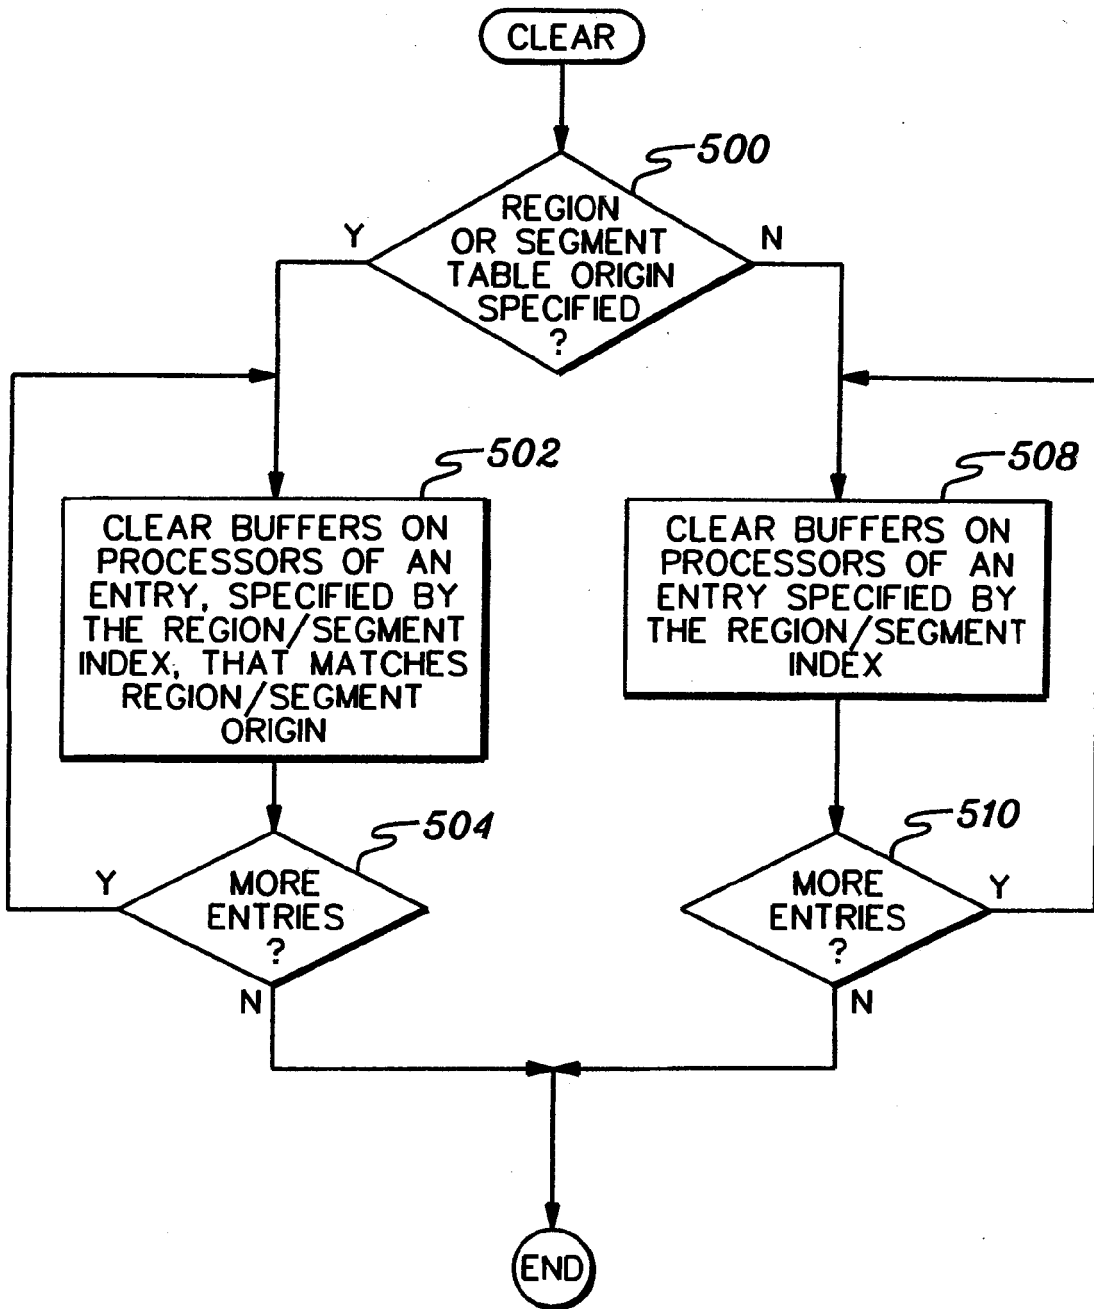 CLEAR
500
REGION
OR SEGMENT
TABLE ORIGIN
SPECIFIED
?
Y
N
502
CLEAR BUFFERS ON
PROCESSORS OF AN
ENTRY, SPECIFIED BY
THE REGION/SEGMENT
INDEX, THAT MATCHES
REGION/SEGMENT
ORIGIN
508
CLEAR BUFFERS ON
PROCESSORS OF AN
ENTRY SPECIFIED BY
THE REGION/SEGMENT
INDEX
504
MORE
ENTRIES
?
Y
N
510
MORE
ENTRIES
?
Y
N
END